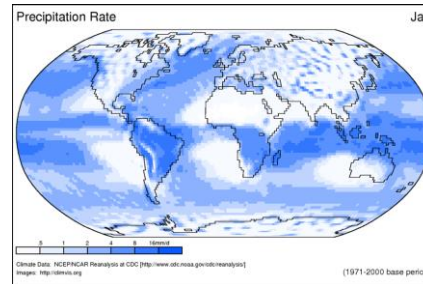 Precipitation Rate
Ja
.5 1 2 4 8 16mm/d
Climate Data: NCEP/NCAR Reanalysis at CDC [http://www.cdc.noaa.gov/cdc/reanalysis/]
Images: http://climvis.org
(1971-2000 base perio